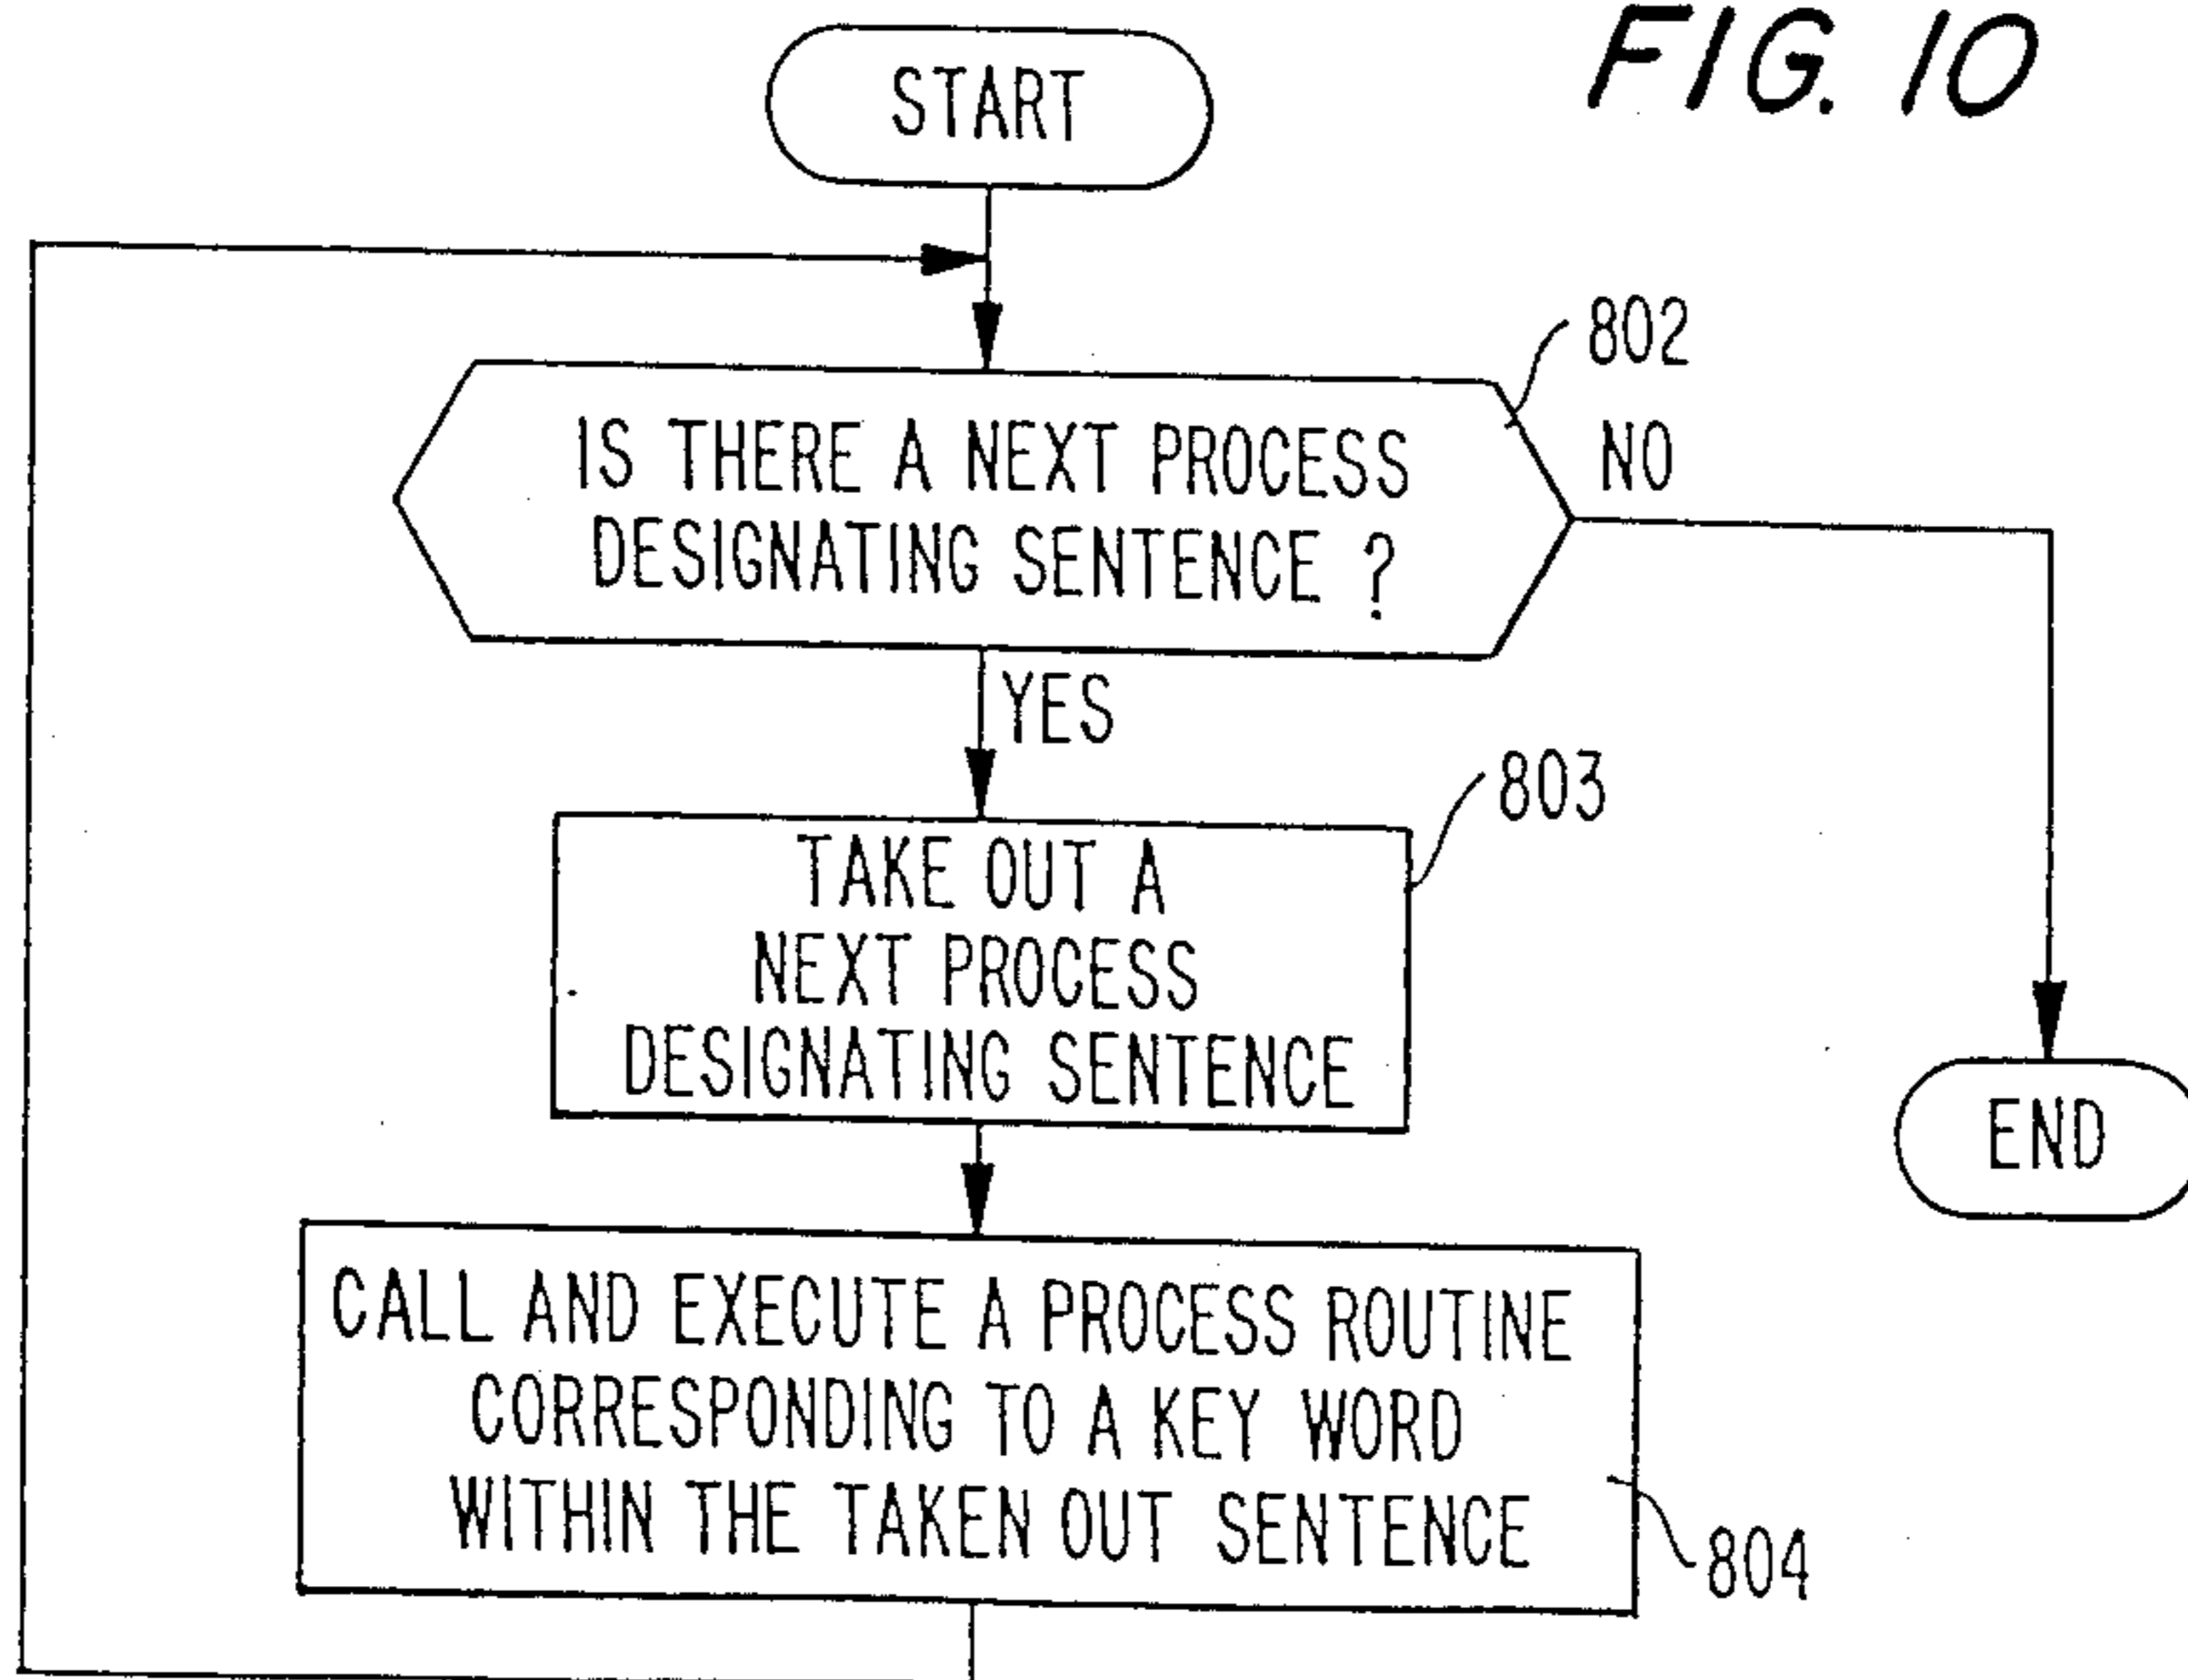 FIG. 10
START
802
IS THERE A NEXT PROCESS
DESIGNATING SENTENCE ?
NO
YES
803
TAKE OUT A
NEXT PROCESS
DESIGNATING SENTENCE
END
CALL AND EXECUTE A PROCESS ROUTINE
CORRESPONDING TO A KEY WORD
WITHIN THE TAKEN OUT SENTENCE
804